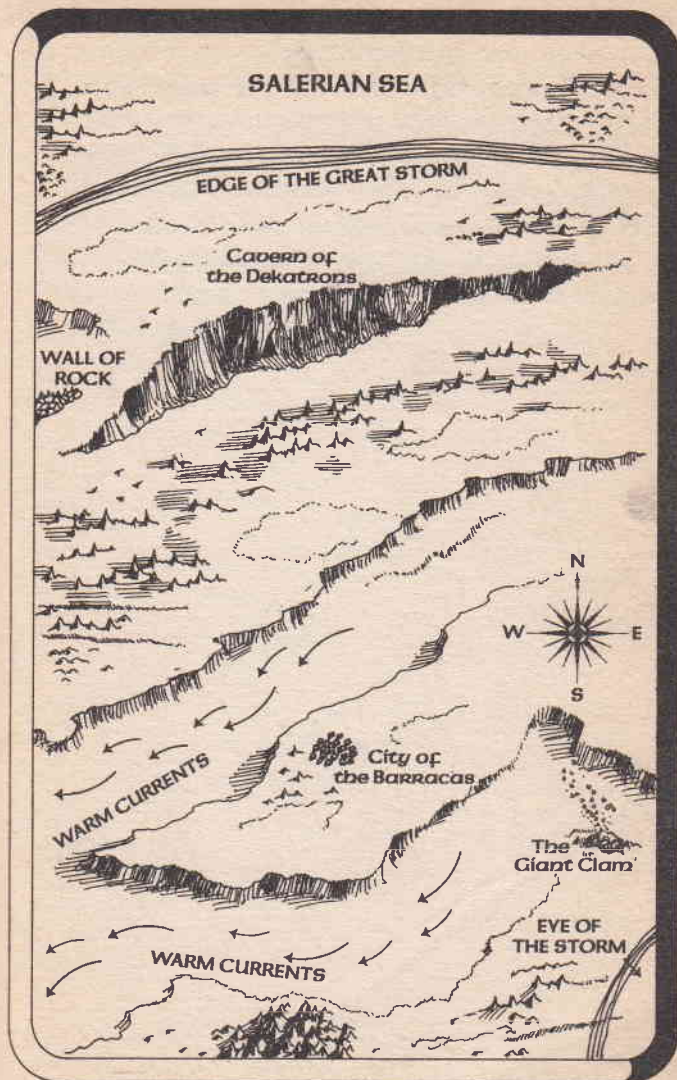 SALERIAN SEA
EDGE OF THE GREAT STORM
Cavern of
the Dekatrons
WALL OF
ROCK
N
W E
S
City of
the Barracas
WARM CURRENTS
The
Giant Clam
EYE OF
THE STORM
WARM CURRENTS